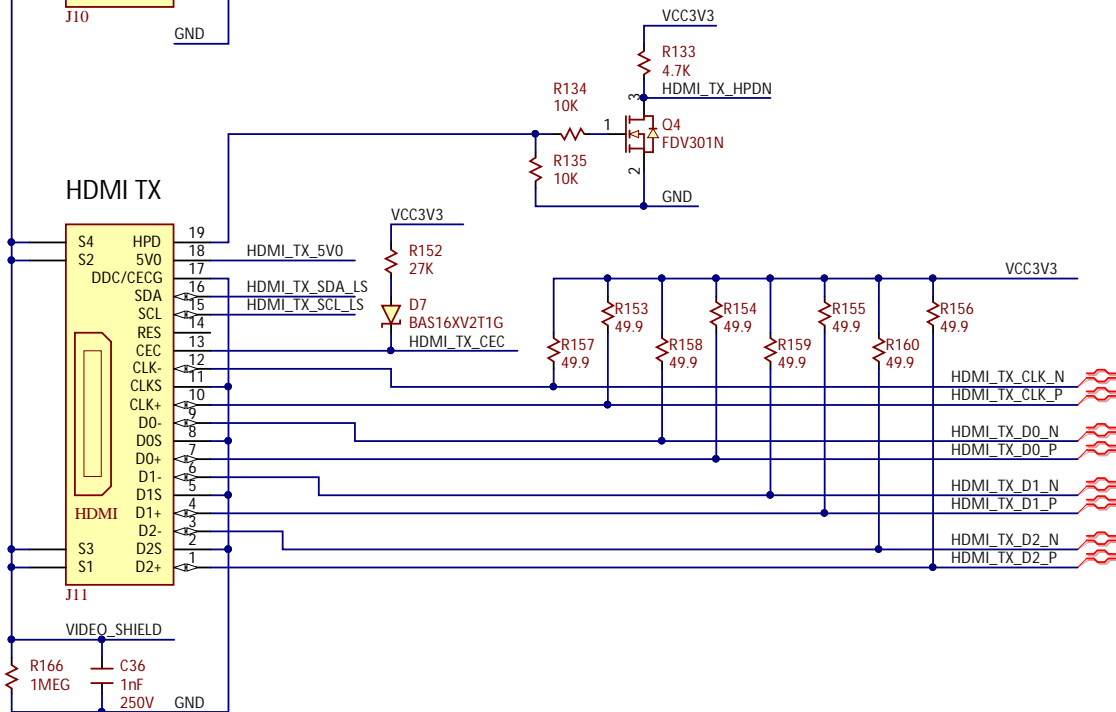 J10
GND
VCC3V3
R133
4.7K
HDMI_TX_HPDN
R134
10K
3
1
Q4
FDV301N
R135
10K
2
GND
HDMI TX
VCC3V3
R152
27K
D7
BAS16XV2T1G
HDMI_TX_CEC
S4 HPD 19
S2 5V0 18 HDMI_TX_5V0
DDC/CECG 17
SDA 16 HDMI_TX_SDA_LS
SCL 15 HDMI_TX_SCL_LS
RES 14
CEC 13
CLK- 12
CLKS 11
CLK+ 10
D0- 9
D0S 8
D0+ 7
D1- 6
D1S 5
HDMI D1+ 4
D2- 3
S3 D2S 2
S1 D2+ 1
J11
VCC3V3
R153
49.9
R154
49.9
R155
49.9
R156
49.9
R157
49.9
R158
49.9
R159
49.9
R160
49.9
HDMI_TX_CLK_N
HDMI_TX_CLK_P
HDMI_TX_D0_N
HDMI_TX_D0_P
HDMI_TX_D1_N
HDMI_TX_D1_P
HDMI_TX_D2_N
HDMI_TX_D2_P
VIDEO_SHIELD
R166
1MEG
C36
1nF
250V
GND